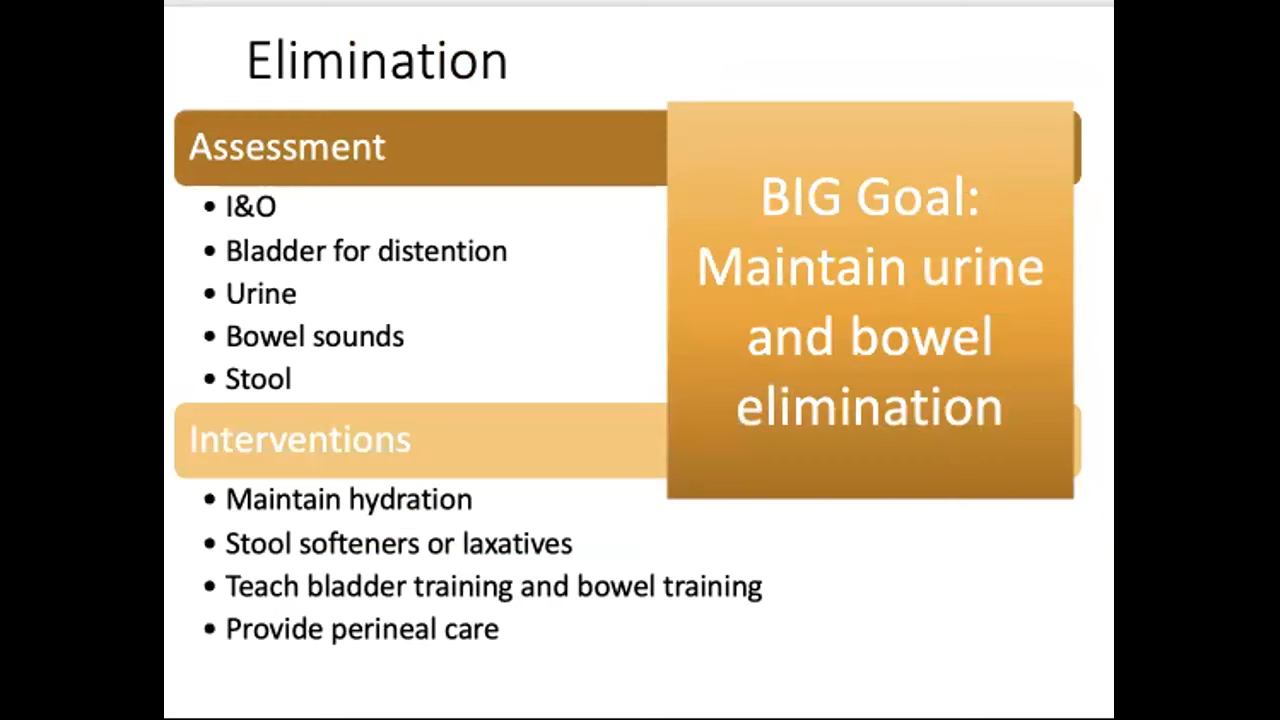 Elimination
Assessment
• I&O
• Bladder for distention
• Urine
• Bowel sounds
• Stool
Interventions
• Maintain hydration
• Stool softeners or laxatives
• Teach bladder training and bowel training
• Provide perineal care
BIG Goal:
Maintain urine
and bowel
elimination